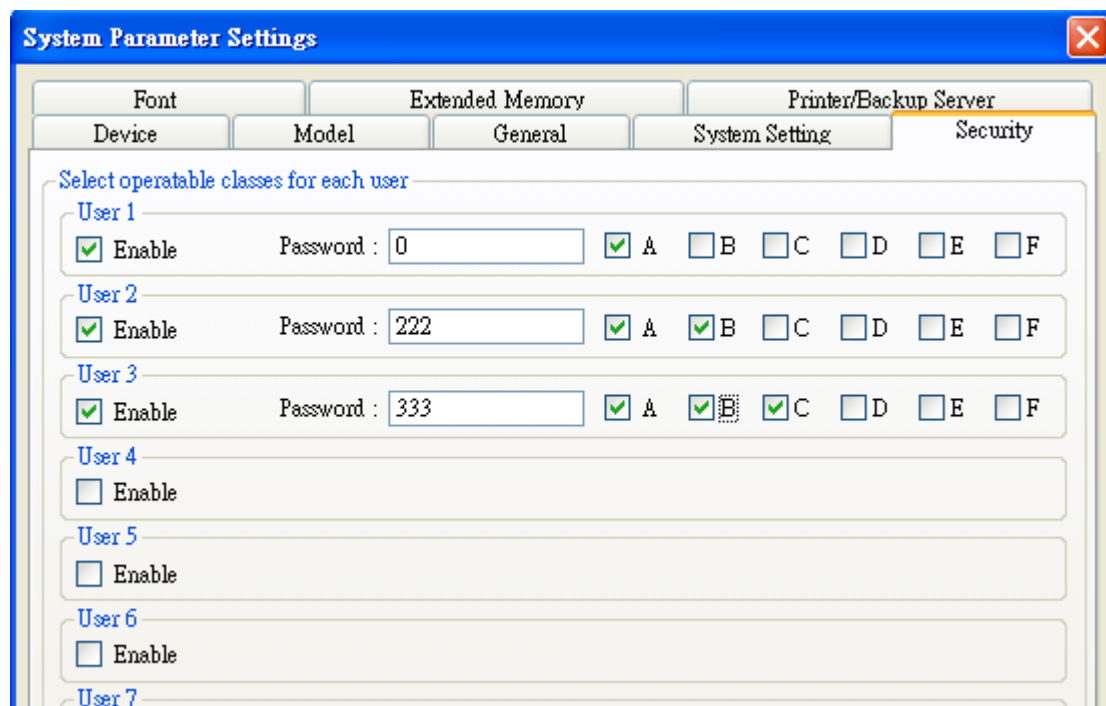 System Parameter Settings
Font Extended Memory Printer/Backup Server
Device Model General System Setting Security
Select operatable classes for each user
User 1
Enable Password : 0 A B C D E F
User 2
Enable Password : 222 A B C D E F
User 3
Enable Password : 333 A B C D E F
User 4
Enable
User 5
Enable
User 6
Enable
User 7